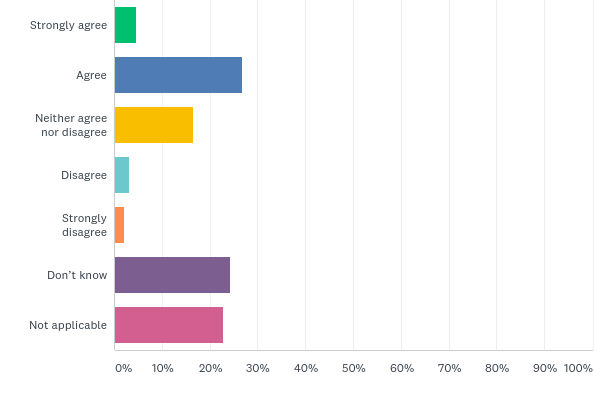 Strongly agree
Agree
Neither agree
nor disagree
Disagree
Strongly
disagree
Don't know
Not applicable
0% 10% 20% 30% 40% 50% 60% 70% 80% 90% 100%